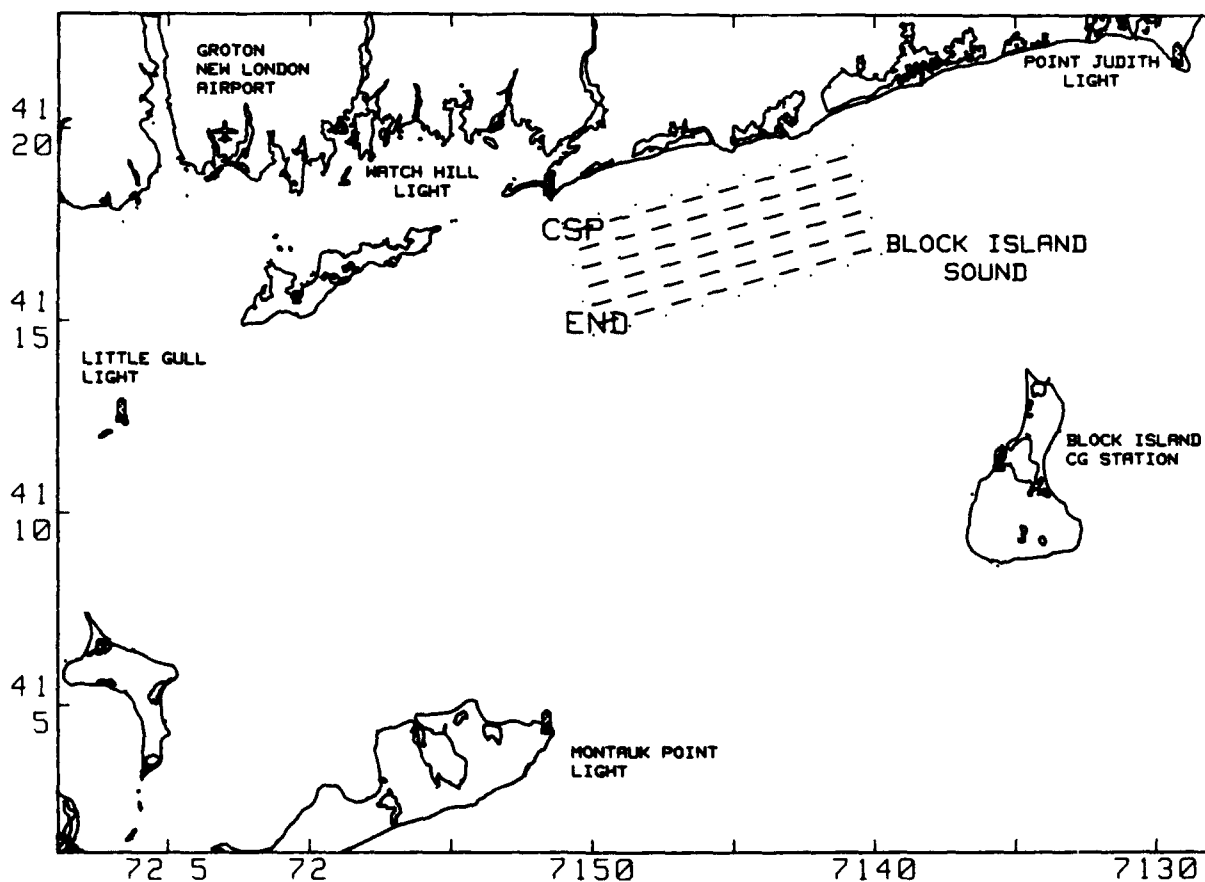 GROTON
NEW LONDON
AIRPORT
POINT JUDITH
LIGHT
41
20
WATCH HILL
LIGHT
CSP
BLOCK ISLAND
SOUND
41
15
END
LITTLE GULL
LIGHT
BLOCK ISLAND
CG STATION
41
10
41
5
MONTAUK POINT
LIGHT
72 5 72 7150 7140 7130